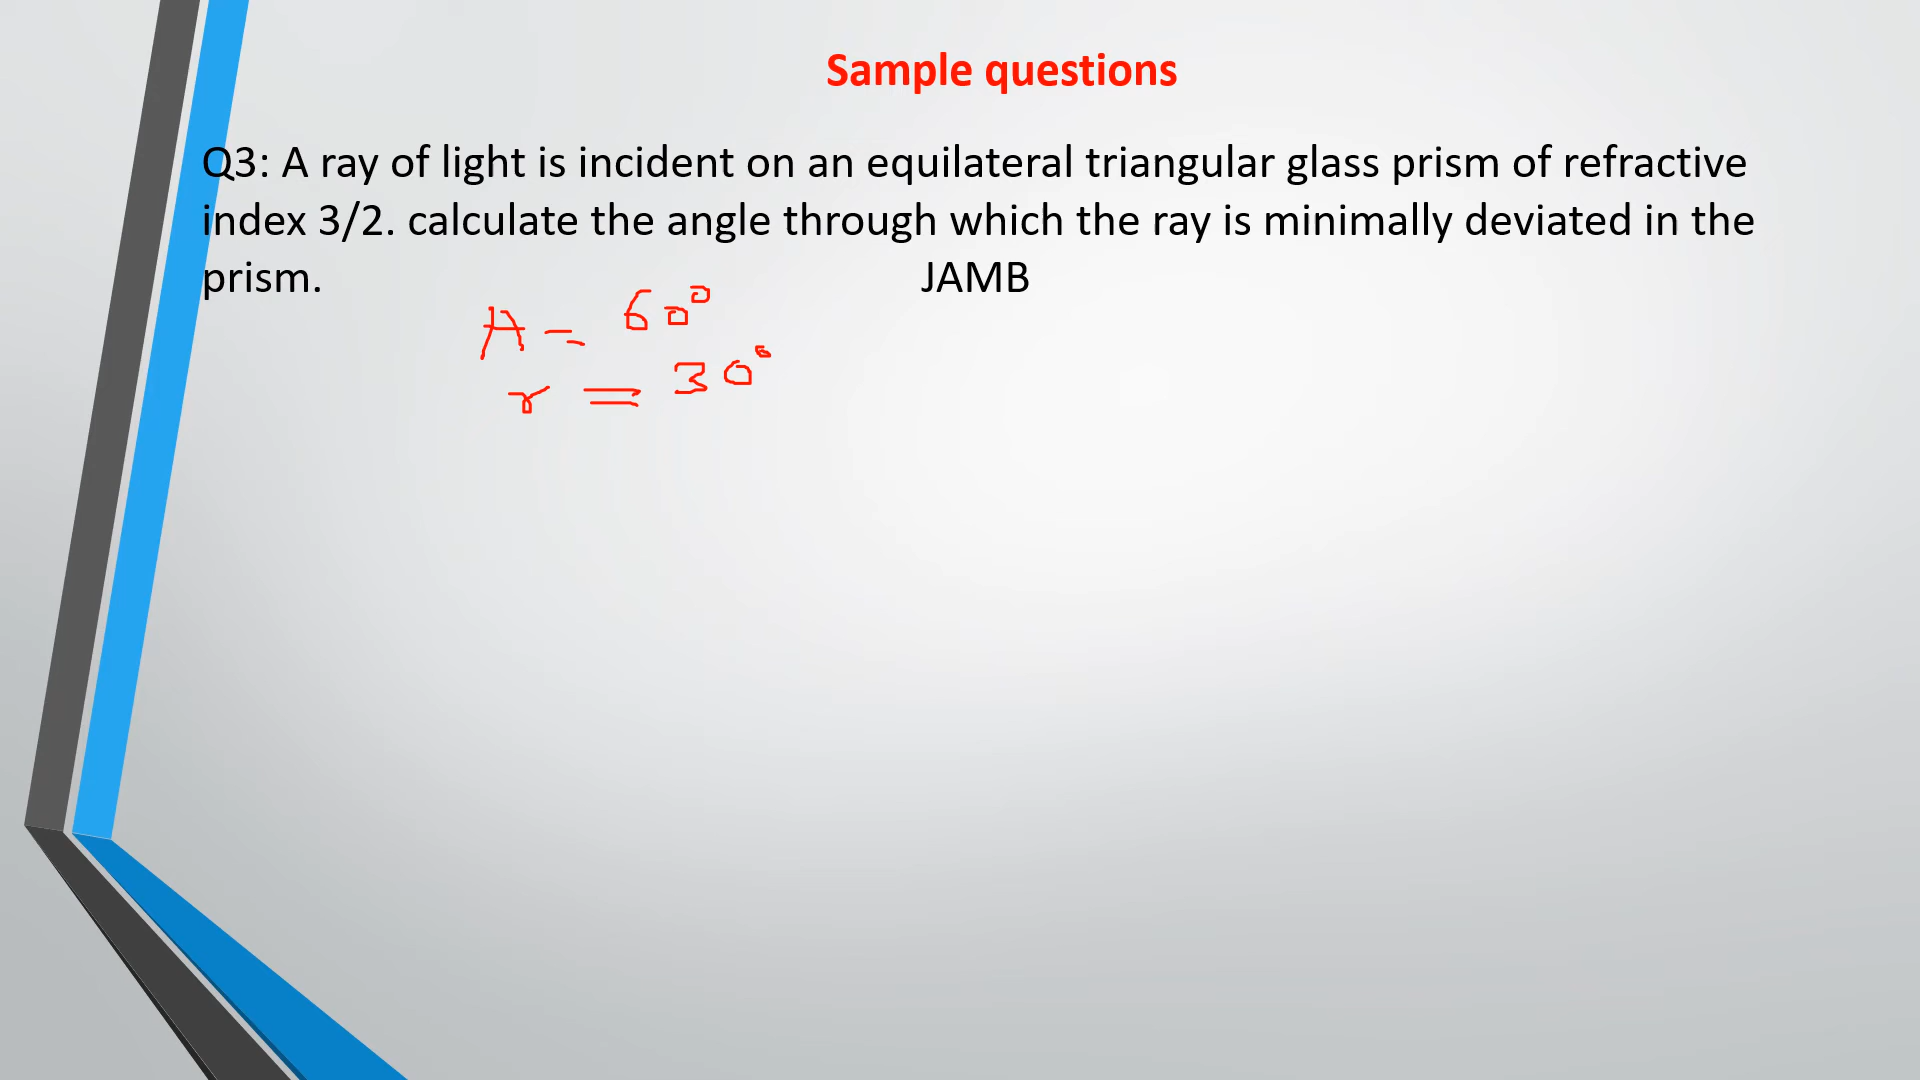 Sample questions
Q3: A ray of light is incident on an equilateral triangular glass prism of refractive
index 3/2. calculate the angle through which the ray is minimally deviated in the
prism. JAMB
A = 60°
r = 30°